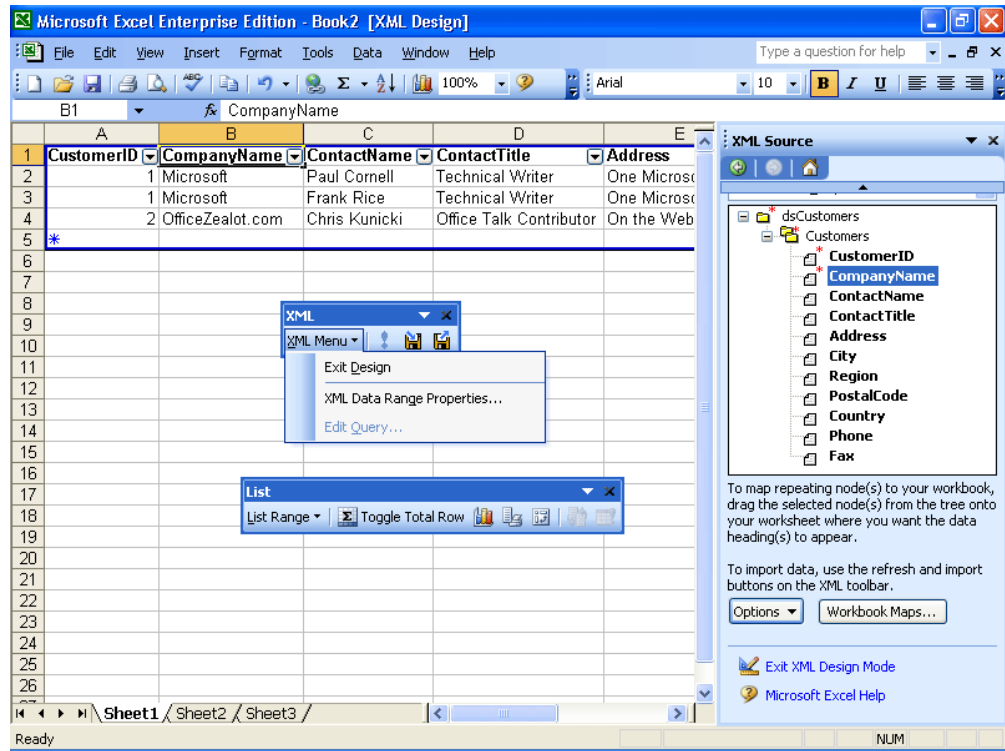 Microsoft Excel Enterprise Edition - Book2 [XML Design]
File Edit View Insert Format Tools Data Window Help Type a question for help
ABC Σ 100% Arial 10 B I U
B1 fx CompanyName
A B C D E
1 CustomerID CompanyName ContactName ContactTitle Address
2 1 Microsoft Paul Cornell Technical Writer One Microso
3 1 Microsoft Frank Rice Technical Writer One Microso
4 2 OfficeZealot.com Chris Kunicki Office Talk Contributor On the Web
5 *
6
7
8
9
10
11
12
13
14
15
16
17
18
19
20
21
22
23
24
25
26
XML
XML Menu
Exit Design
XML Data Range Properties...
Edit Query...
List
List Range Σ Toggle Total Row
Sheet1 Sheet2 Sheet3
XML Source
dsCustomers
Customers
CustomerID
CompanyName
ContactName
ContactTitle
Address
City
Region
PostalCode
Country
Phone
Fax
To map repeating node(s) to your workbook,
drag the selected node(s) from the tree onto
your worksheet where you want the data
heading(s) to appear.
To import data, use the refresh and import
buttons on the XML toolbar.
Options Workbook Maps...
Exit XML Design Mode
Microsoft Excel Help
Ready NUM